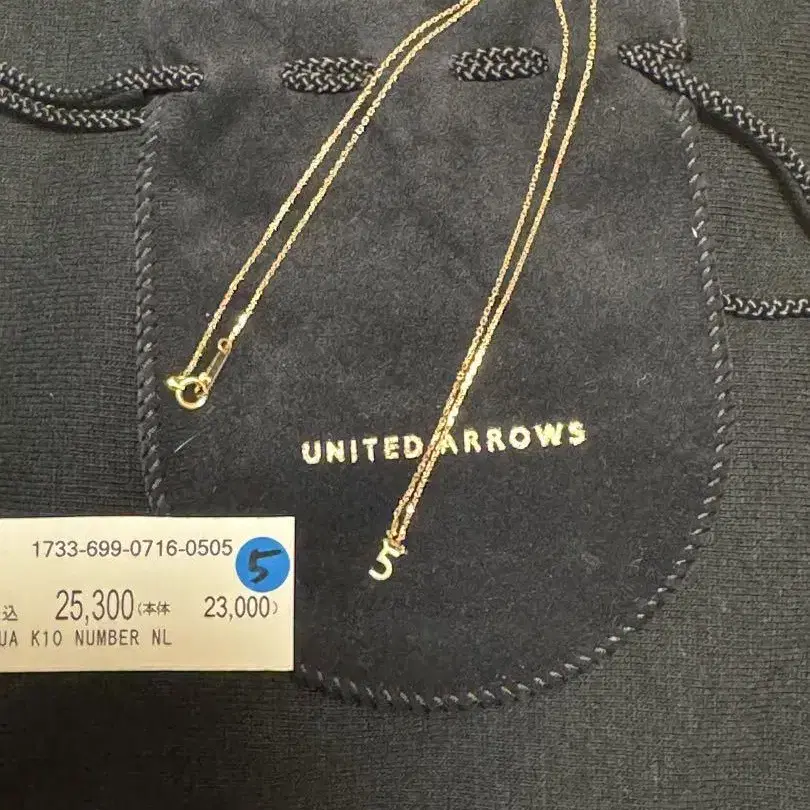 UNITED ARROWS
5
1733-699-0716-0505
5
込 25,300(本体 23,000)
UA K10 NUMBER NL